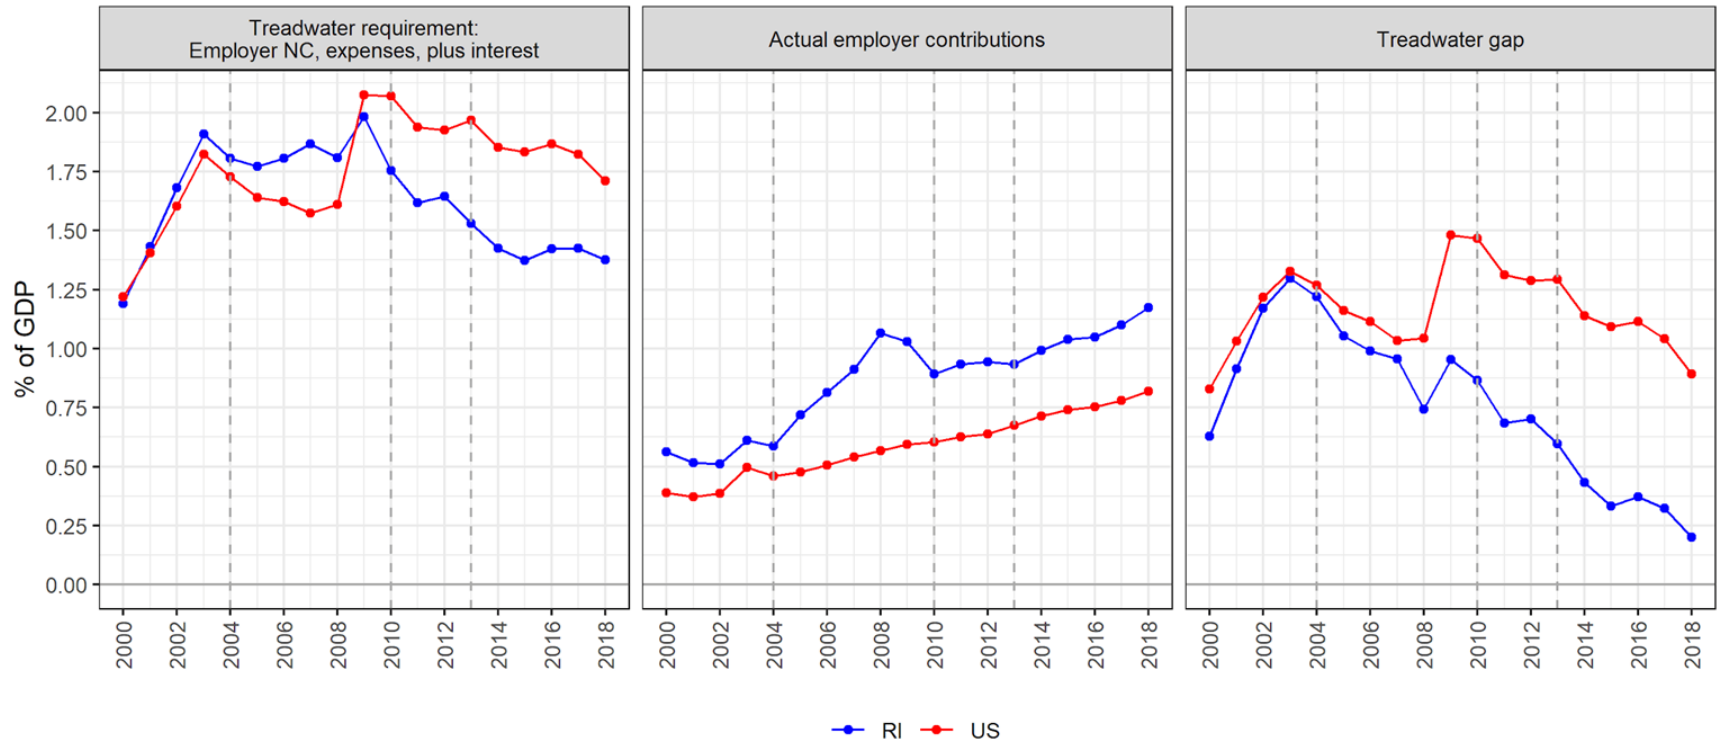 Treadwater requirement:
Employer NC, expenses, plus interest
Actual employer contributions
Treadwater gap
% of GDP
2.00
1.75
1.50
1.25
1.00
0.75
0.50
0.25
0.00
2000 2002 2004 2006 2008 2010 2012 2014 2016 2018
2000 2002 2004 2006 2008 2010 2012 2014 2016 2018
2000 2002 2004 2006 2008 2010 2012 2014 2016 2018
RI US